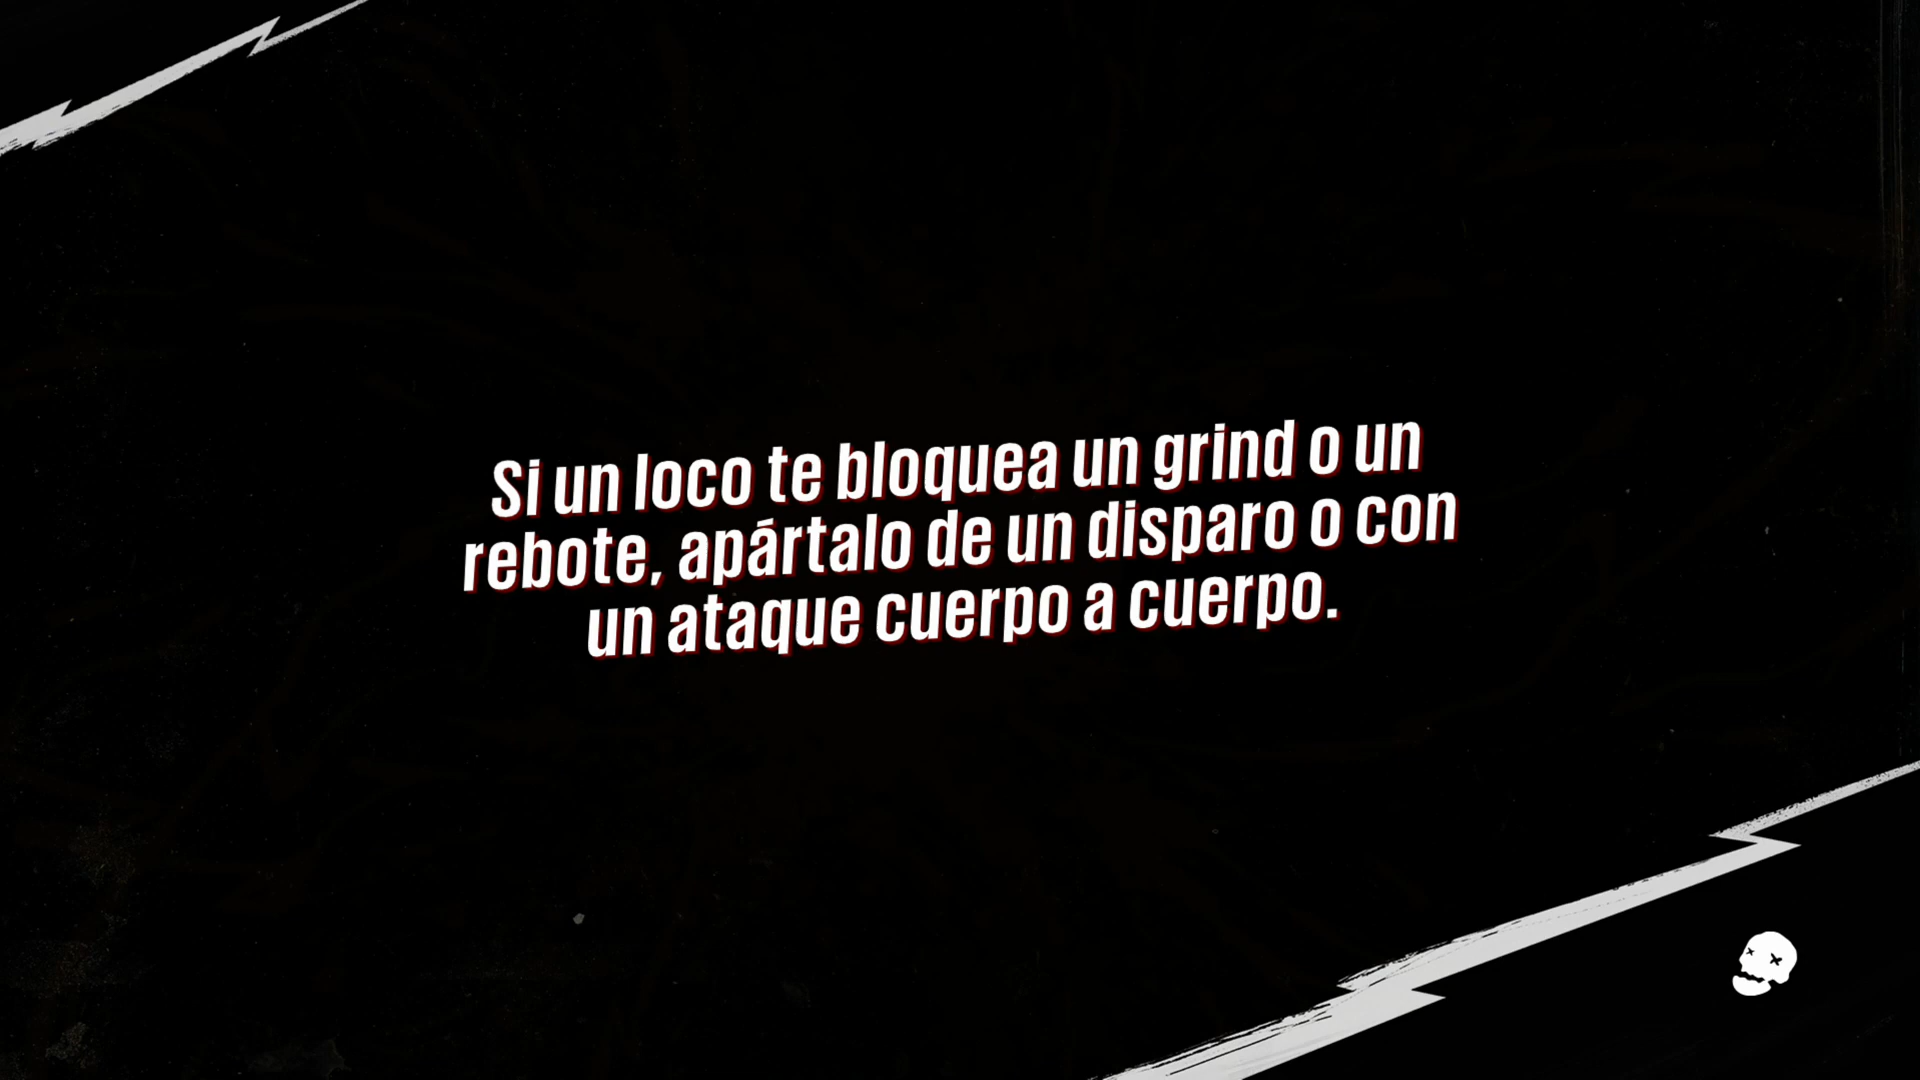 Si un loco te bloquea un grind o un
rebote, apártalo de un disparo o con
un ataque cuerpo a cuerpo.